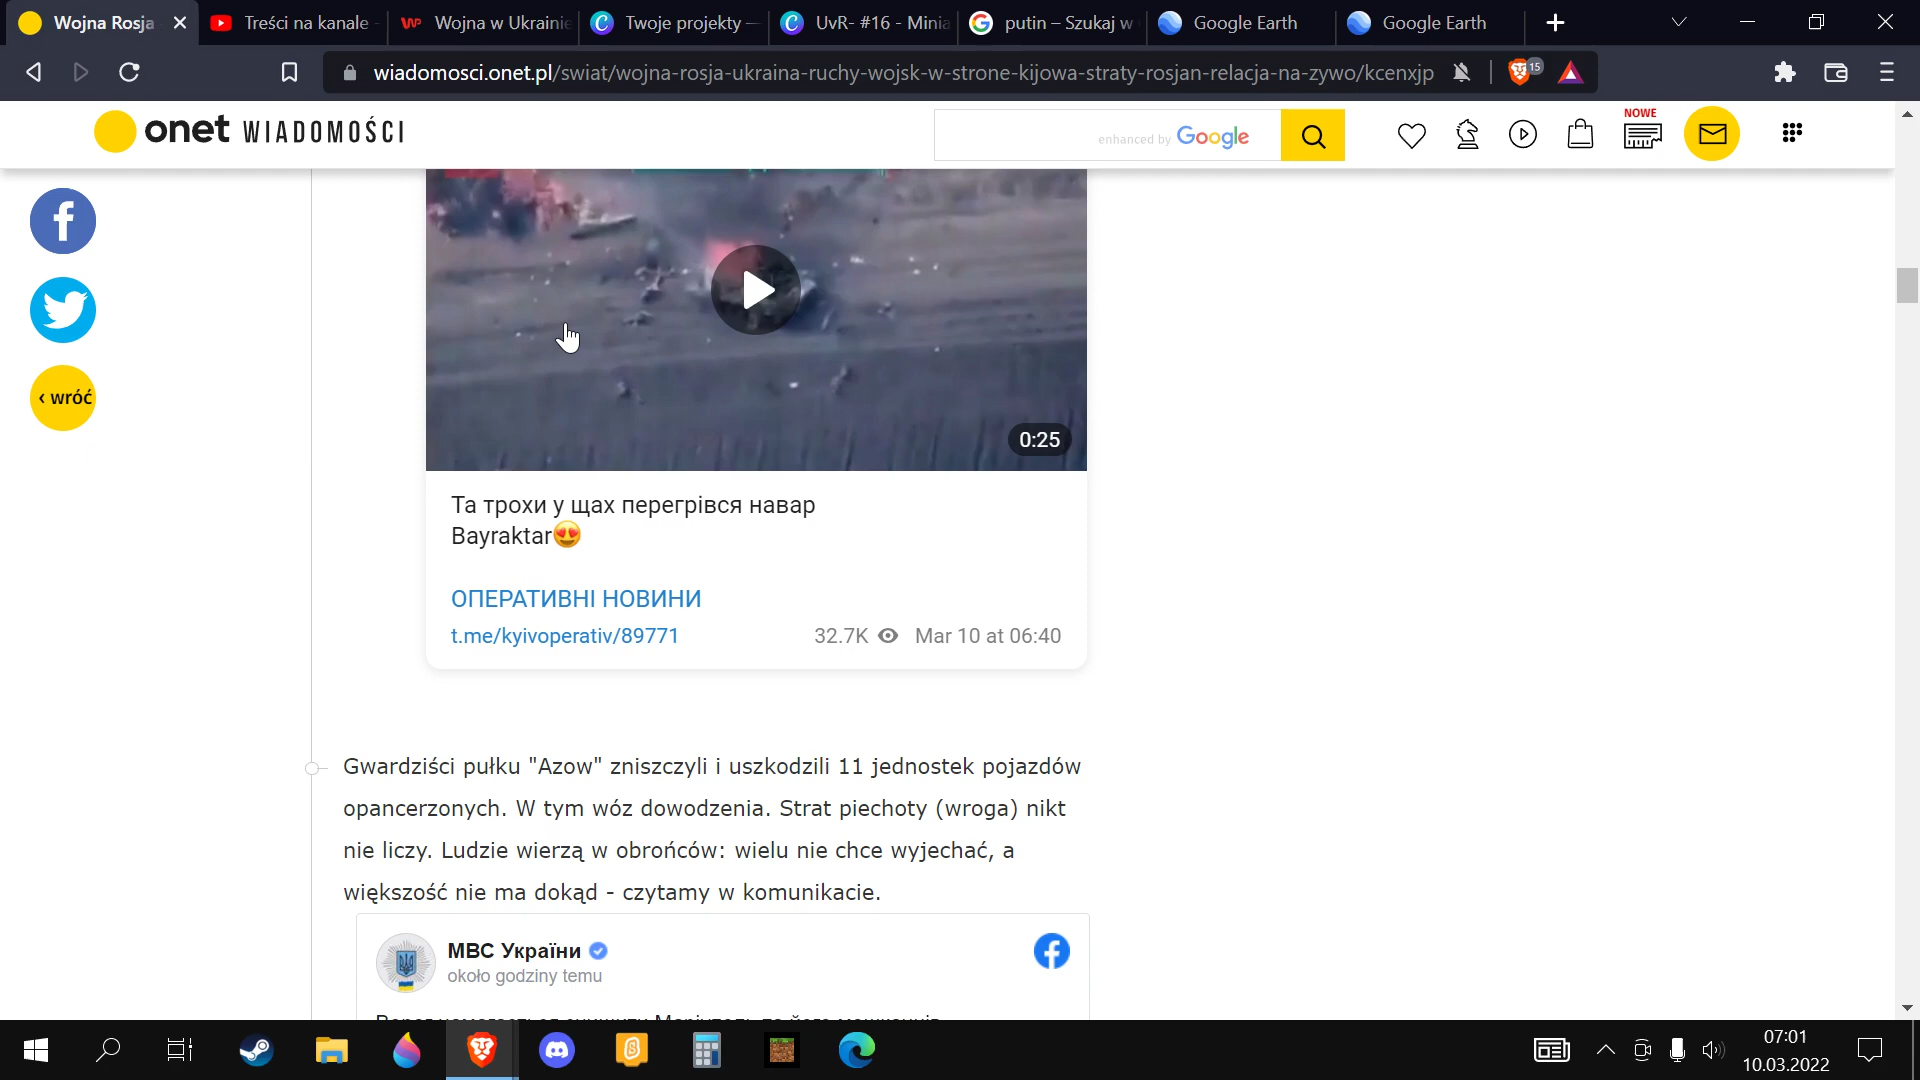 Wojna Rosja
Treści na kanale -
Wojna w Ukrainie
Twoje projekty —
UvR- #16 - Minia
putin – Szukaj w
Google Earth
Google Earth
wiadomosci.onet.pl/swiat/wojna-rosja-ukraina-ruchy-wojsk-w-strone-kijowa-straty-rosjan-relacja-na-zywo/kcenxjp
15
onet WIADOMOŚCI
enhanced by Google
NOWE
‹ wróć
0:25
Та трохи у щах перегрівся навар
Bayraktar😍
ОПЕРАТИВНІ НОВИНИ
t.me/kyivoperativ/89771
32.7K Mar 10 at 06:40
Gwardziści pułku "Azow" zniszczyli i uszkodzili 11 jednostek pojazdów
opancerzonych. W tym wóz dowodzenia. Strat piechoty (wroga) nikt
nie liczy. Ludzie wierzą w obrońców: wielu nie chce wyjechać, a
większość nie ma dokąd - czytamy w komunikacie.
МВС України
około godziny temu
07:01
10.03.2022